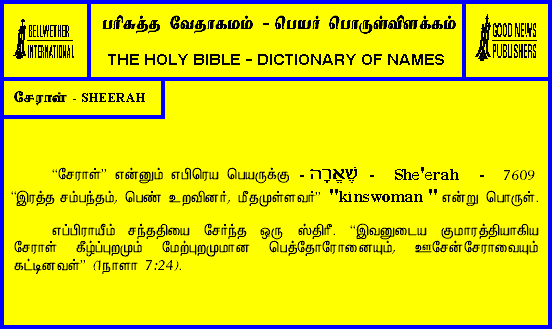 BELLWETHER
INTERNATIONAL
பரிசுத்த வேதாகமம் - பெயர் பொருள்விளக்கம்
THE HOLY BIBLE - DICTIONARY OF NAMES
GOOD NEWS
PUBLISHERS
சேராள் - SHEERAH
“சேராள்” என்னும் எபிரெய பெயருக்கு - שֶׁאֱרָה - She'erah - 7609
“இரத்த சம்பந்தம், பெண் உறவினர், மீதமுள்ளவர்” "kinswoman " என்று பொருள்.
எப்பிராயீம் சந்ததியை சேர்ந்த ஒரு ஸ்திரீ. “இவனுடைய குமாரத்தியாகிய
சேராள் கீழ்ப்புறமும் மேற்புறமுமான பெத்தோரோனையும், ஊசேன்சேராவையும்
கட்டினவள்” (1நாளா 7:24).